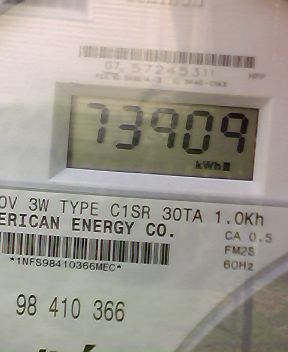 57245311
73909
kWh
0V 3W TYPE C1SR 30TA 1.0Kh
ERICAN ENERGY CO.
CA 0.5
FM2S
60Hz
*1NFS98410366MEC*
98 410 366